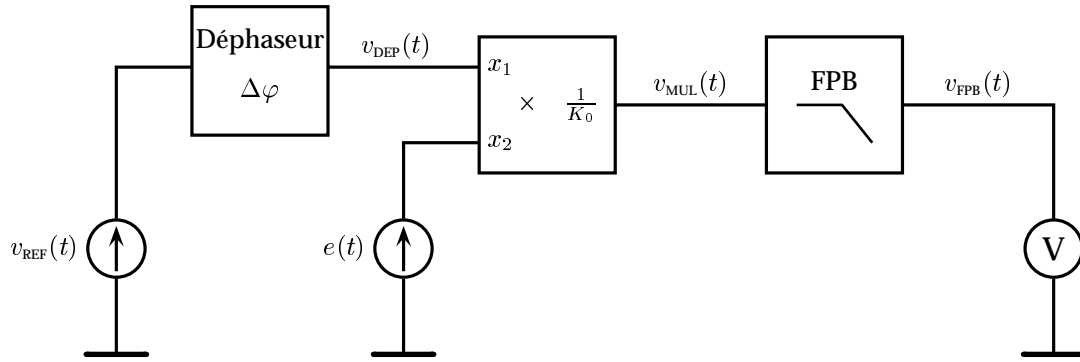 Déphaseur
Δφ
v_DEP(t)
x_1
× 1/K_0
x_2
v_MUL(t)
FPB
v_FPB(t)
v_REF(t)
e(t)
V